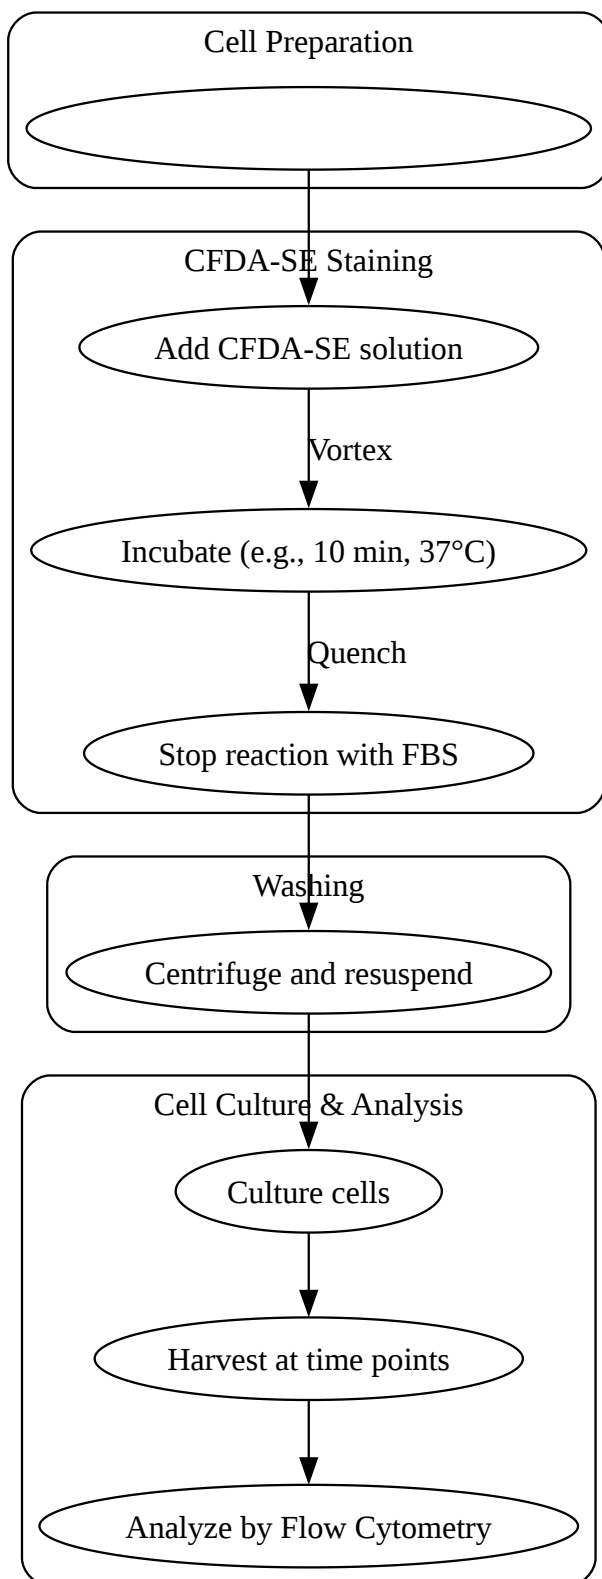 Cell Preparation
CFDA-SE Staining
Add CFDA-SE solution
Vortex
Incubate (e.g., 10 min, 37°C)
Quench
Stop reaction with FBS
Washing
Centrifuge and resuspend
Cell Culture & Analysis
Culture cells
Harvest at time points
Analyze by Flow Cytometry